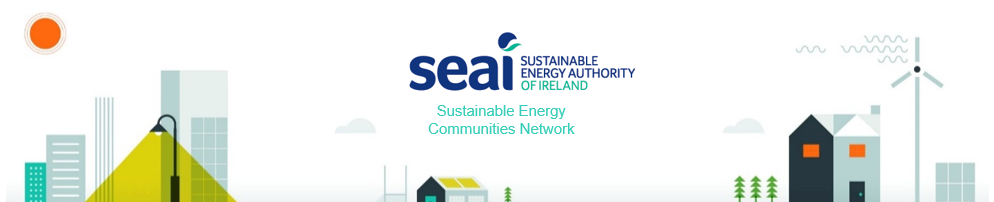 seai SUSTAINABLE
ENERGY AUTHORITY
OF IRELAND
Sustainable Energy
Communities Network